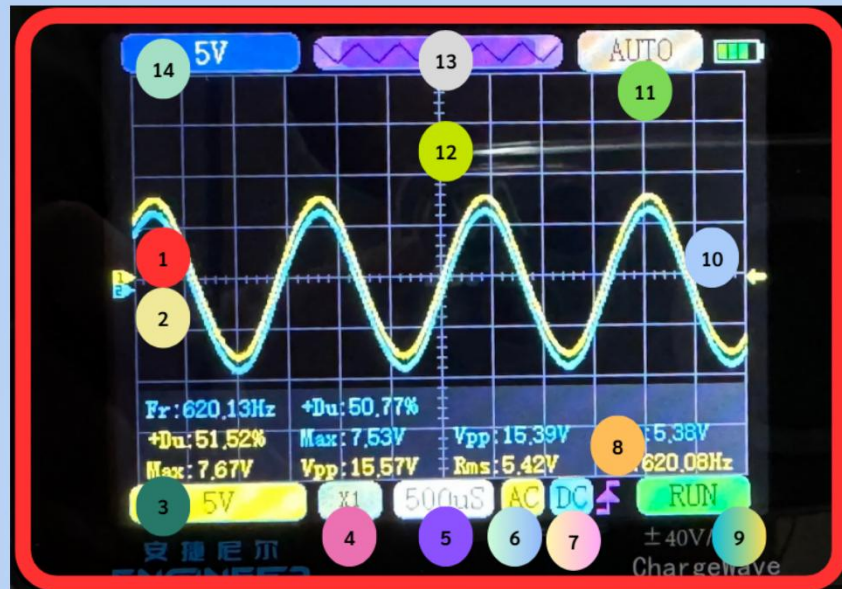 5V AUTO
14 13 11
12
1 10
1
2
2
Fr:620.13Hz +Du:50.77%
+Du:51.52% Max:7.53V Vpp:15.39V :5.38V
8
Max:7.67V Vpp:15.57V Rms:5.42V 620.08Hz
5V X1 500uS AC DC RUN
3 4 5 6 7 9
安捷尼尔 ±40V/
ChargeWave